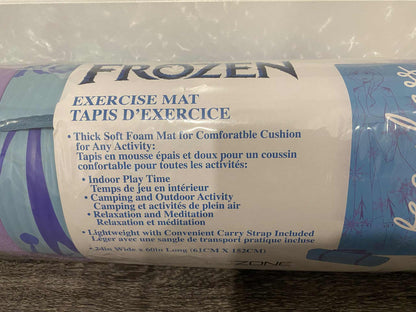 FROZEN
EXERCISE MAT
TAPIS D'EXERCICE
• Thick Soft Foam Mat for Comforatble Cushion
for Any Activity:
Tapis en mousse épais et doux pour un coussin
confortable pour toutes les activités:
• Indoor Play Time
Temps de jeu en intérieur
• Camping and Outdoor Activity
Camping et activités de plein air
• Relaxation and Meditation
Relaxation et méditation
• Lightweight with Convenient Carry Strap Included
Léger avec une sangle de transport pratique incluse
• 24in Wide x 60in Long (61CM X 152CM)
ZONE